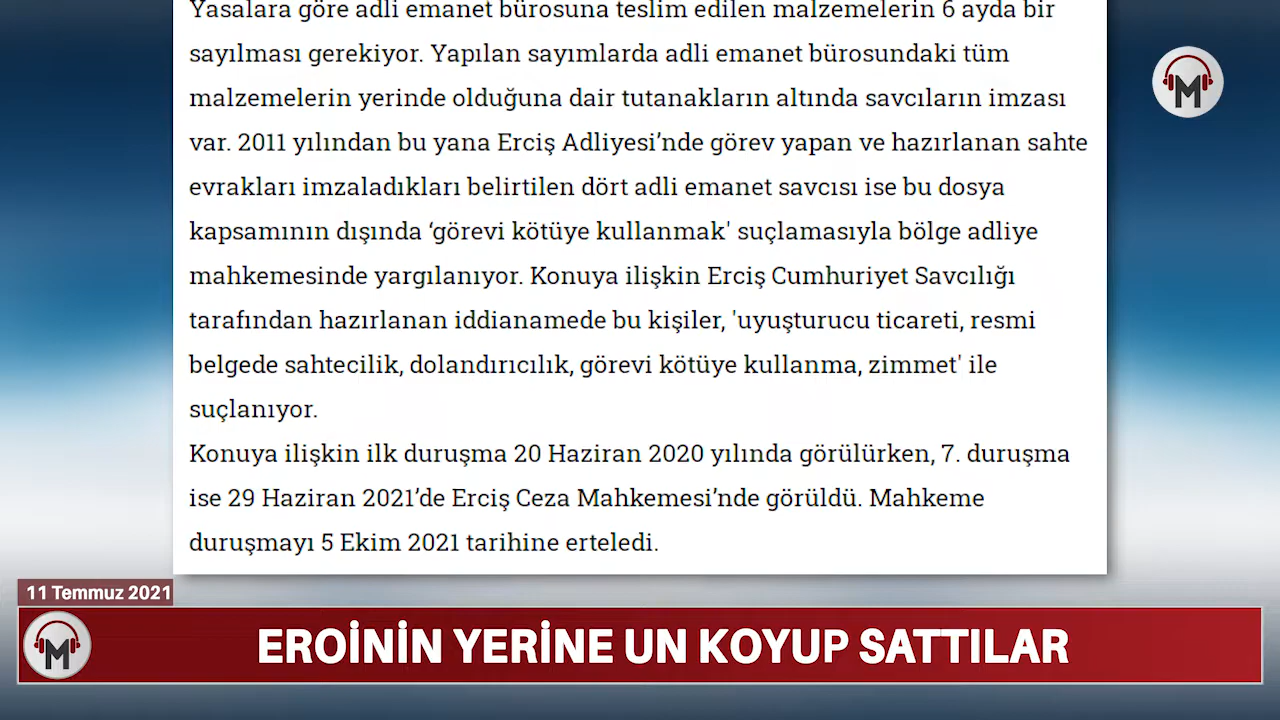 Yasalara göre adli emanet bürosuna teslim edilen malzemelerin 6 ayda bir
sayılması gerekiyor. Yapılan sayımlarda adli emanet bürosundaki tüm
malzemelerin yerinde olduğuna dair tutanakların altında savcıların imzası
var. 2011 yılından bu yana Erciş Adliyesi’nde görev yapan ve hazırlanan sahte
evrakları imzaladıkları belirtilen dört adli emanet savcısı ise bu dosya
kapsamının dışında ‘görevi kötüye kullanmak' suçlamasıyla bölge adliye
mahkemesinde yargılanıyor. Konuya ilişkin Erciş Cumhuriyet Savcılığı
tarafından hazırlanan iddianamede bu kişiler, 'uyuşturucu ticareti, resmi
belgede sahtecilik, dolandırıcılık, görevi kötüye kullanma, zimmet' ile
suçlanıyor.
Konuya ilişkin ilk duruşma 20 Haziran 2020 yılında görülürken, 7. duruşma
ise 29 Haziran 2021’de Erciş Ceza Mahkemesi’nde görüldü. Mahkeme
duruşmayı 5 Ekim 2021 tarihine erteledi.
11 Temmuz 2021
EROİNİN YERİNE UN KOYUP SATTILAR
M
M